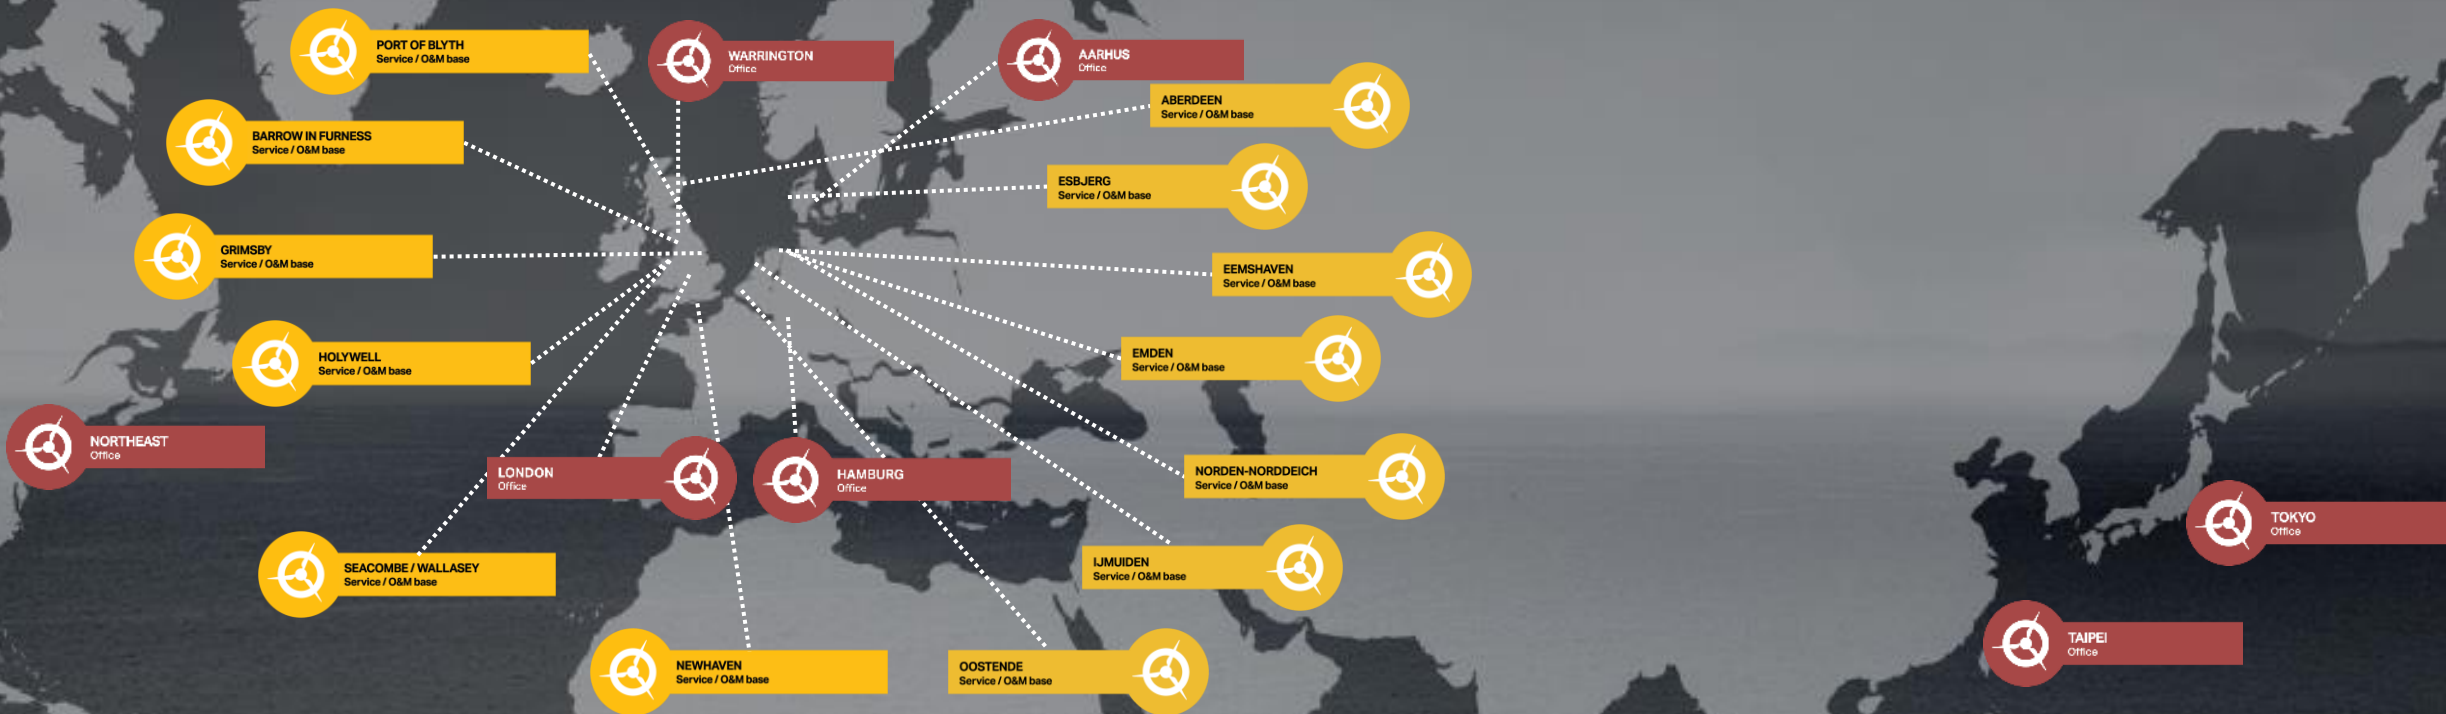 PORT OF BLYTH
Service / O&M base
WARRINGTON
Office
AARHUS
Office
ABERDEEN
Service / O&M base
BARROW IN FURNESS
Service / O&M base
ESBJERG
Service / O&M base
GRIMSBY
Service / O&M base
EEMSHAVEN
Service / O&M base
HOLYWELL
Service / O&M base
EMDEN
Service / O&M base
NORTHEAST
Office
LONDON
Office
HAMBURG
Office
NORDEN-NORDDEICH
Service / O&M base
TOKYO
Office
SEACOMBE / WALLASEY
Service / O&M base
IJMUIDEN
Service / O&M base
TAIPEI
Office
NEWHAVEN
Service / O&M base
OOSTENDE
Service / O&M base